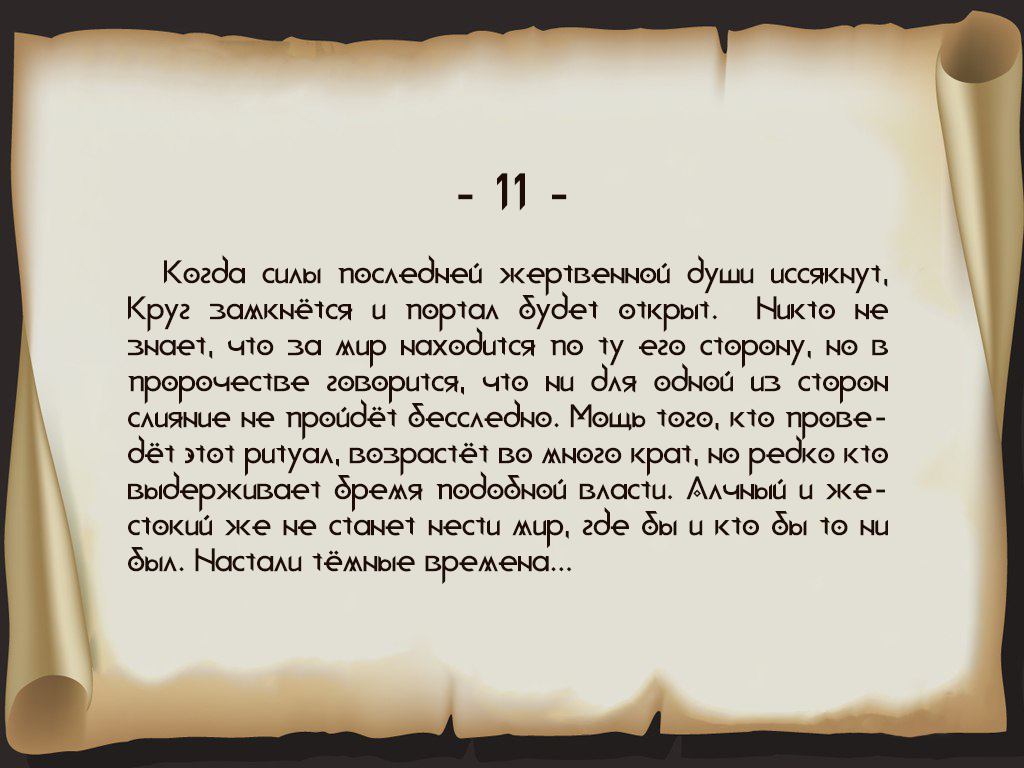 - 11 -
Когда силы последней жертвенной души иссякнут,
Круг замкнётся и портал будет открыт. Никто не
знает, что за мир находится по ту его сторону, но в
пророчестве говорится, что ни для одной из сторон
слияние не пройдёт бесследно. Мощь того, кто прове-
дёт этот ритуал, возрастёт во много крат, но редко кто
выдерживает бремя подобной власти. Алчный и же-
стокий же не станет нести мир, где бы и кто бы то ни
был. Настали тёмные времена...